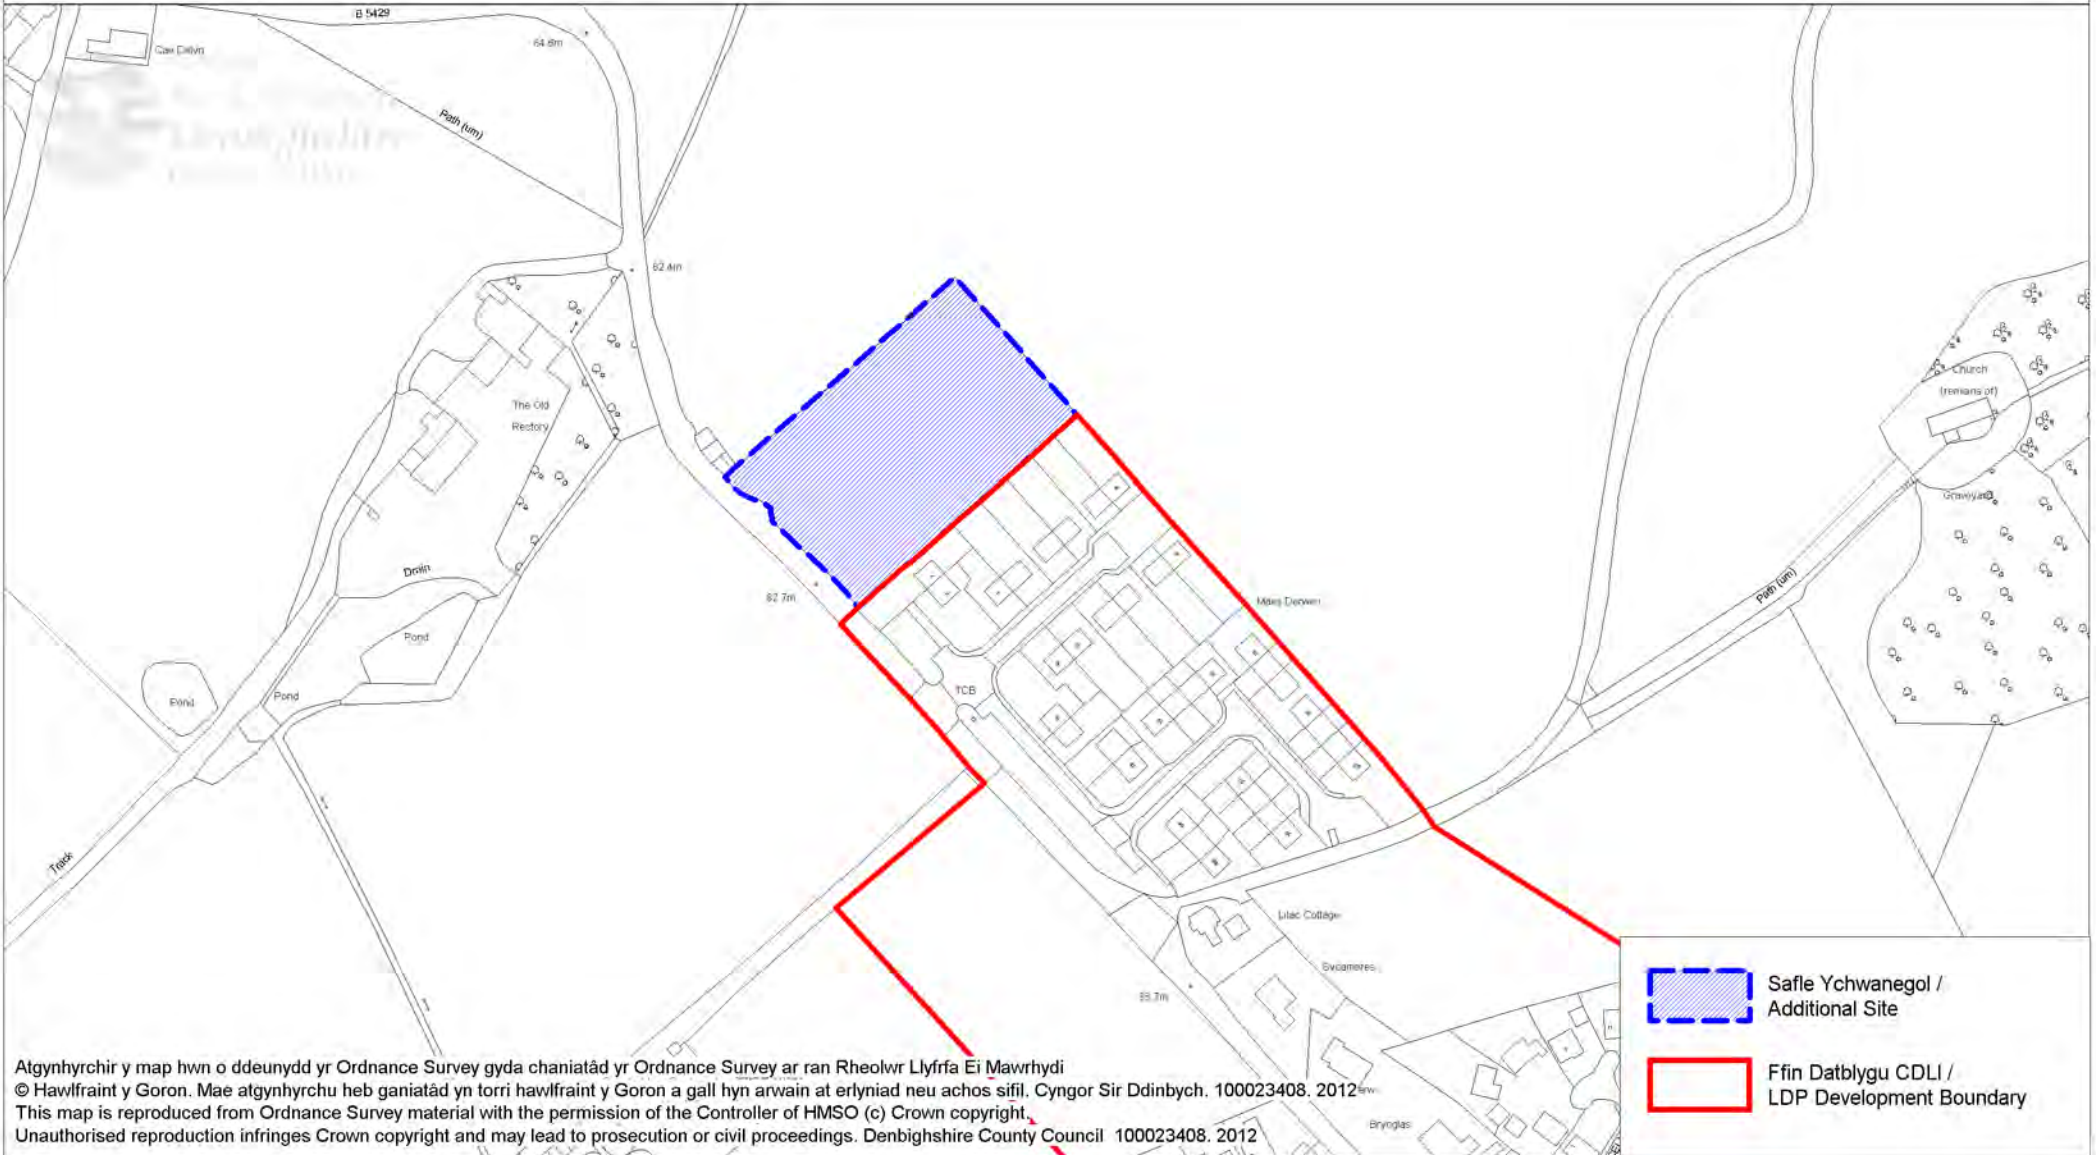 B 5429
Cae Delyn
64.6m
Path (um)
62.4m
The Old
Rectory
Church
(remains of)
Graveyard
Drain
62.7m
Maes Derwen
Path (um)
Pond
Pond
Pond
TCB
Track
Lilac Cottage
Sycamores
Brynglas
Safle Ychwanegol /
Additional Site
Ffin Datblygu CDLI /
LDP Development Boundary
Atgynhyrchir y map hwn o ddeunydd yr Ordnance Survey gyda chaniatâd yr Ordnance Survey ar ran Rheolwr Llyfrfa Ei Mawrhydi
© Hawlfraint y Goron. Mae atgynhyrchu heb ganiatâd yn torri hawlfraint y Goron a gall hyn arwain at erlyniad neu achos sifil. Cyngor Sir Ddinbych. 100023408. 2012
This map is reproduced from Ordnance Survey material with the permission of the Controller of HMSO (c) Crown copyright.
Unauthorised reproduction infringes Crown copyright and may lead to prosecution or civil proceedings. Denbighshire County Council 100023408. 2012